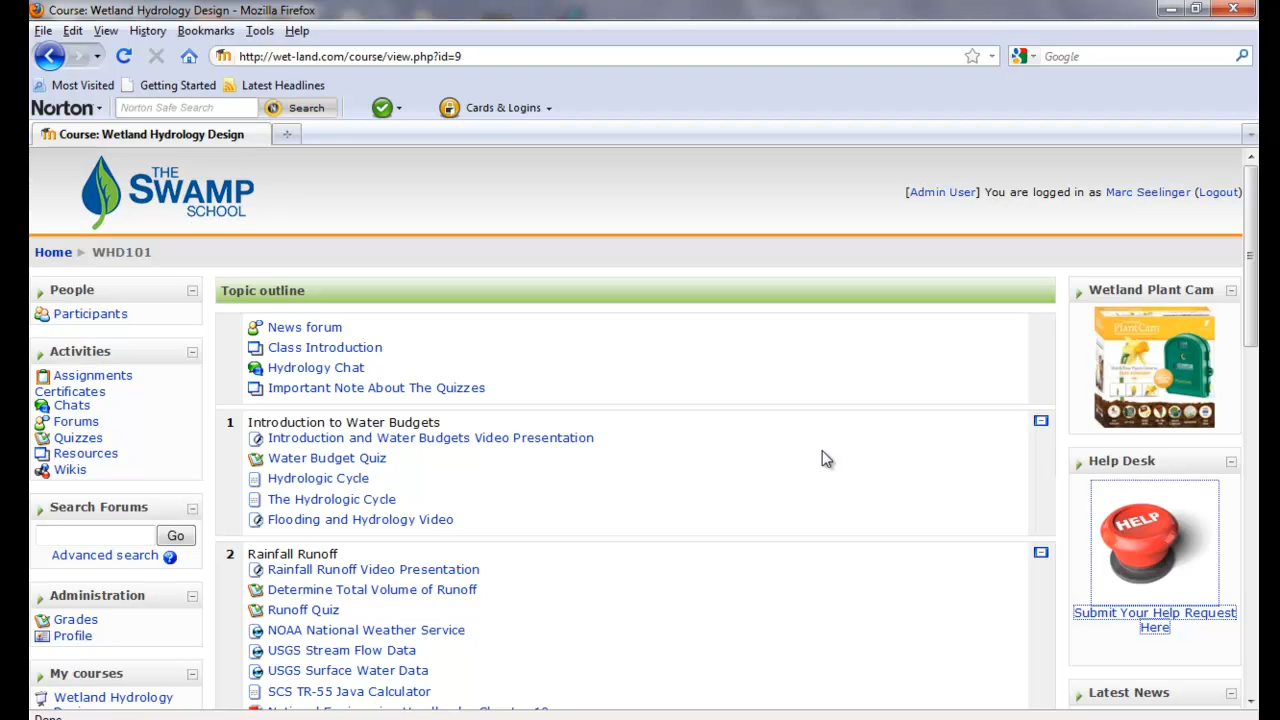 Course: Wetland Hydrology Design - Mozilla Firefox
File Edit View History Bookmarks Tools Help
http://wet-land.com/course/view.php?id=9
Google
Most Visited Getting Started Latest Headlines
Norton Norton Safe Search Search Cards & Logins
Course: Wetland Hydrology Design
THE
SWAMP
SCHOOL
[Admin User] You are logged in as Marc Seelinger (Logout)
Home ► WHD101
People
Participants
Activities
Assignments
Certificates
Chats
Forums
Quizzes
Resources
Wikis
Search Forums
Go
Advanced search
Administration
Grades
Profile
My courses
Wetland Hydrology
Topic outline
News forum
Class Introduction
Hydrology Chat
Important Note About The Quizzes
1 Introduction to Water Budgets
Introduction and Water Budgets Video Presentation
Water Budget Quiz
Hydrologic Cycle
The Hydrologic Cycle
Flooding and Hydrology Video
2 Rainfall Runoff
Rainfall Runoff Video Presentation
Determine Total Volume of Runoff
Runoff Quiz
NOAA National Weather Service
USGS Stream Flow Data
USGS Surface Water Data
SCS TR-55 Java Calculator
Wetland Plant Cam
PlantCam
Help Desk
HELP
Submit Your Help Request
Here
Latest News